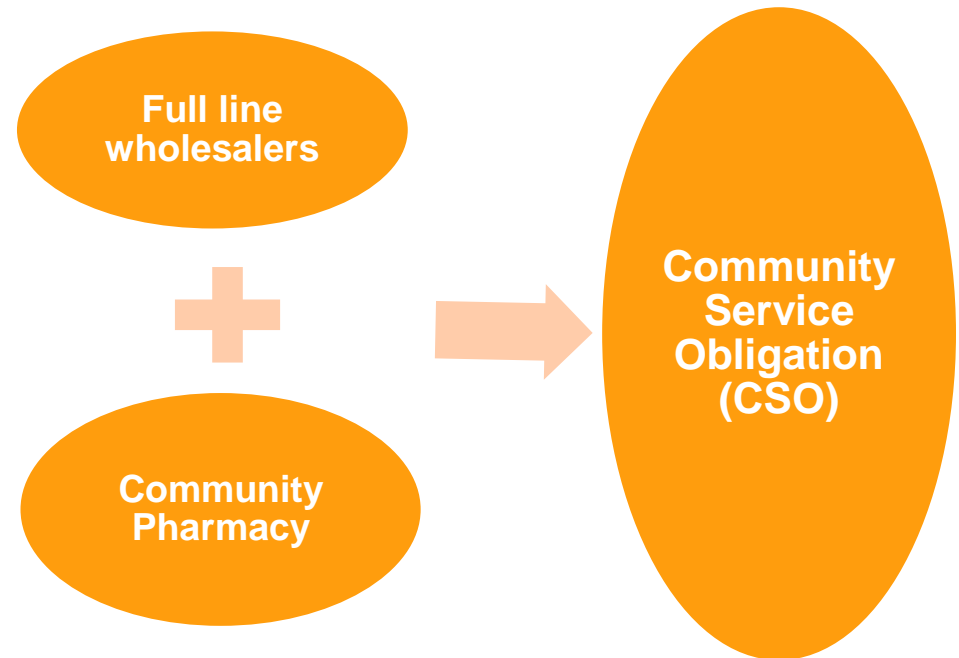 Full line
wholesalers
Community
Pharmacy
Community
Service
Obligation
(CSO)